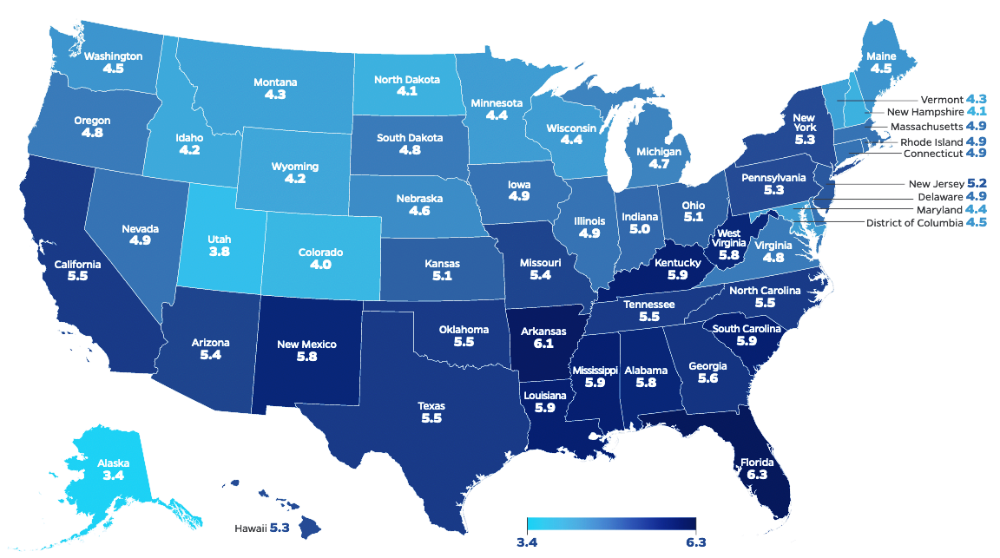 Washington
4.5
Oregon
4.8
California
5.5
Nevada
4.9
Idaho
4.2
Montana
4.3
Wyoming
4.2
Utah
3.8
Colorado
4.0
Arizona
5.4
New Mexico
5.8
North Dakota
4.1
South Dakota
4.8
Nebraska
4.6
Kansas
5.1
Oklahoma
5.5
Texas
5.5
Minnesota
4.4
Iowa
4.9
Missouri
5.4
Arkansas
6.1
Louisiana
5.9
Wisconsin
4.4
Illinois
4.9
Michigan
4.7
Indiana
5.0
Ohio
5.1
Kentucky
5.9
Tennessee
5.5
Mississippi
5.9
Alabama
5.8
Georgia
5.6
Florida
6.3
South Carolina
5.9
North Carolina
5.5
Virginia
4.8
West
Virginia
5.8
Pennsylvania
5.3
New
York
5.3
Maine
4.5
Vermont 4.3
New Hampshire 4.1
Massachusetts 4.9
Rhode Island 4.9
Connecticut 4.9
New Jersey 5.2
Delaware 4.9
Maryland 4.4
District of Columbia 4.5
Alaska
3.4
Hawaii 5.3
3.4 6.3